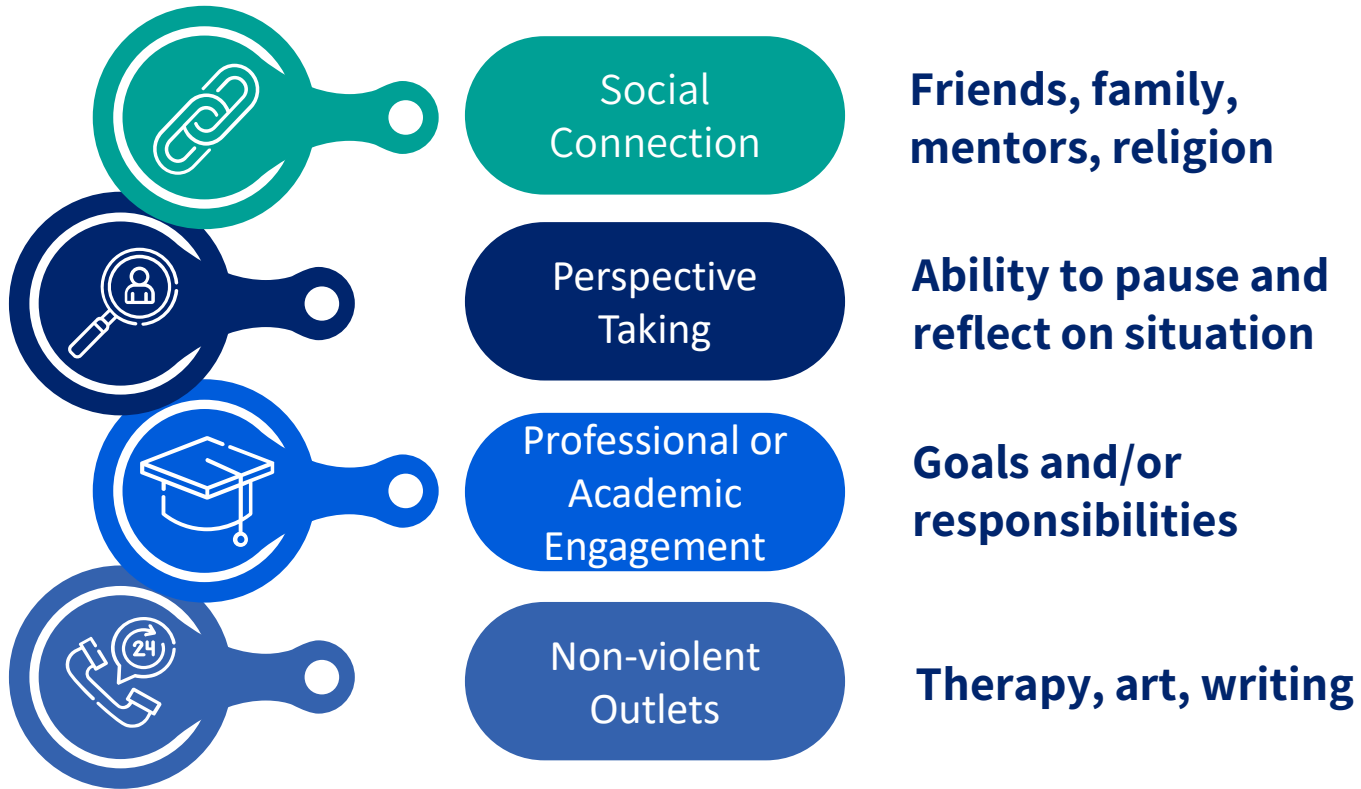 Social
Connection
Friends, family,
mentors, religion
Perspective
Taking
Ability to pause and
reflect on situation
Professional or
Academic
Engagement
Goals and/or
responsibilities
24
Non-violent
Outlets
Therapy, art, writing